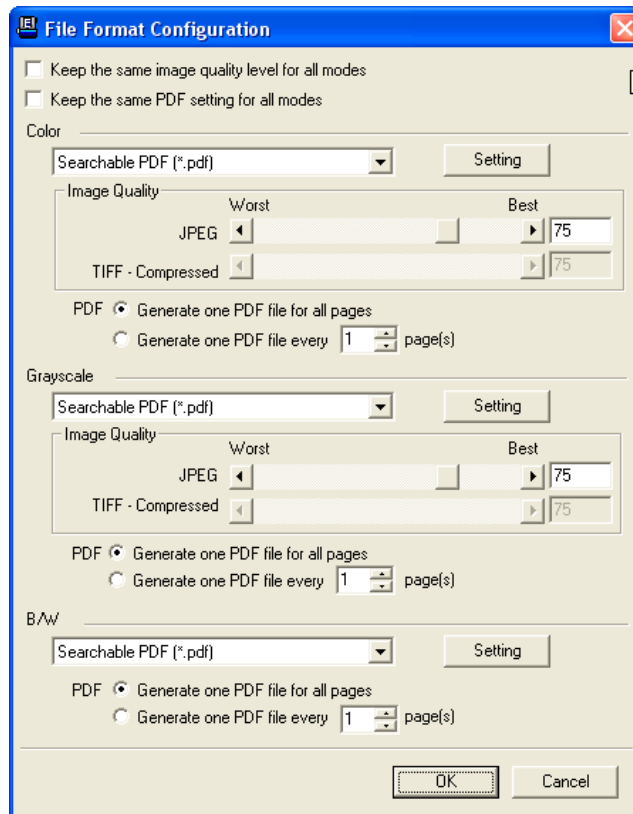 File Format Configuration
Keep the same image quality level for all modes
Keep the same PDF setting for all modes
Color
Searchable PDF (*.pdf) Setting
Image Quality
Worst Best
JPEG 75
TIFF - Compressed 75
PDF Generate one PDF file for all pages
Generate one PDF file every 1 page(s)
Grayscale
Searchable PDF (*.pdf) Setting
Image Quality
Worst Best
JPEG 75
TIFF - Compressed 75
PDF Generate one PDF file for all pages
Generate one PDF file every 1 page(s)
B/W
Searchable PDF (*.pdf) Setting
PDF Generate one PDF file for all pages
Generate one PDF file every 1 page(s)
OK Cancel